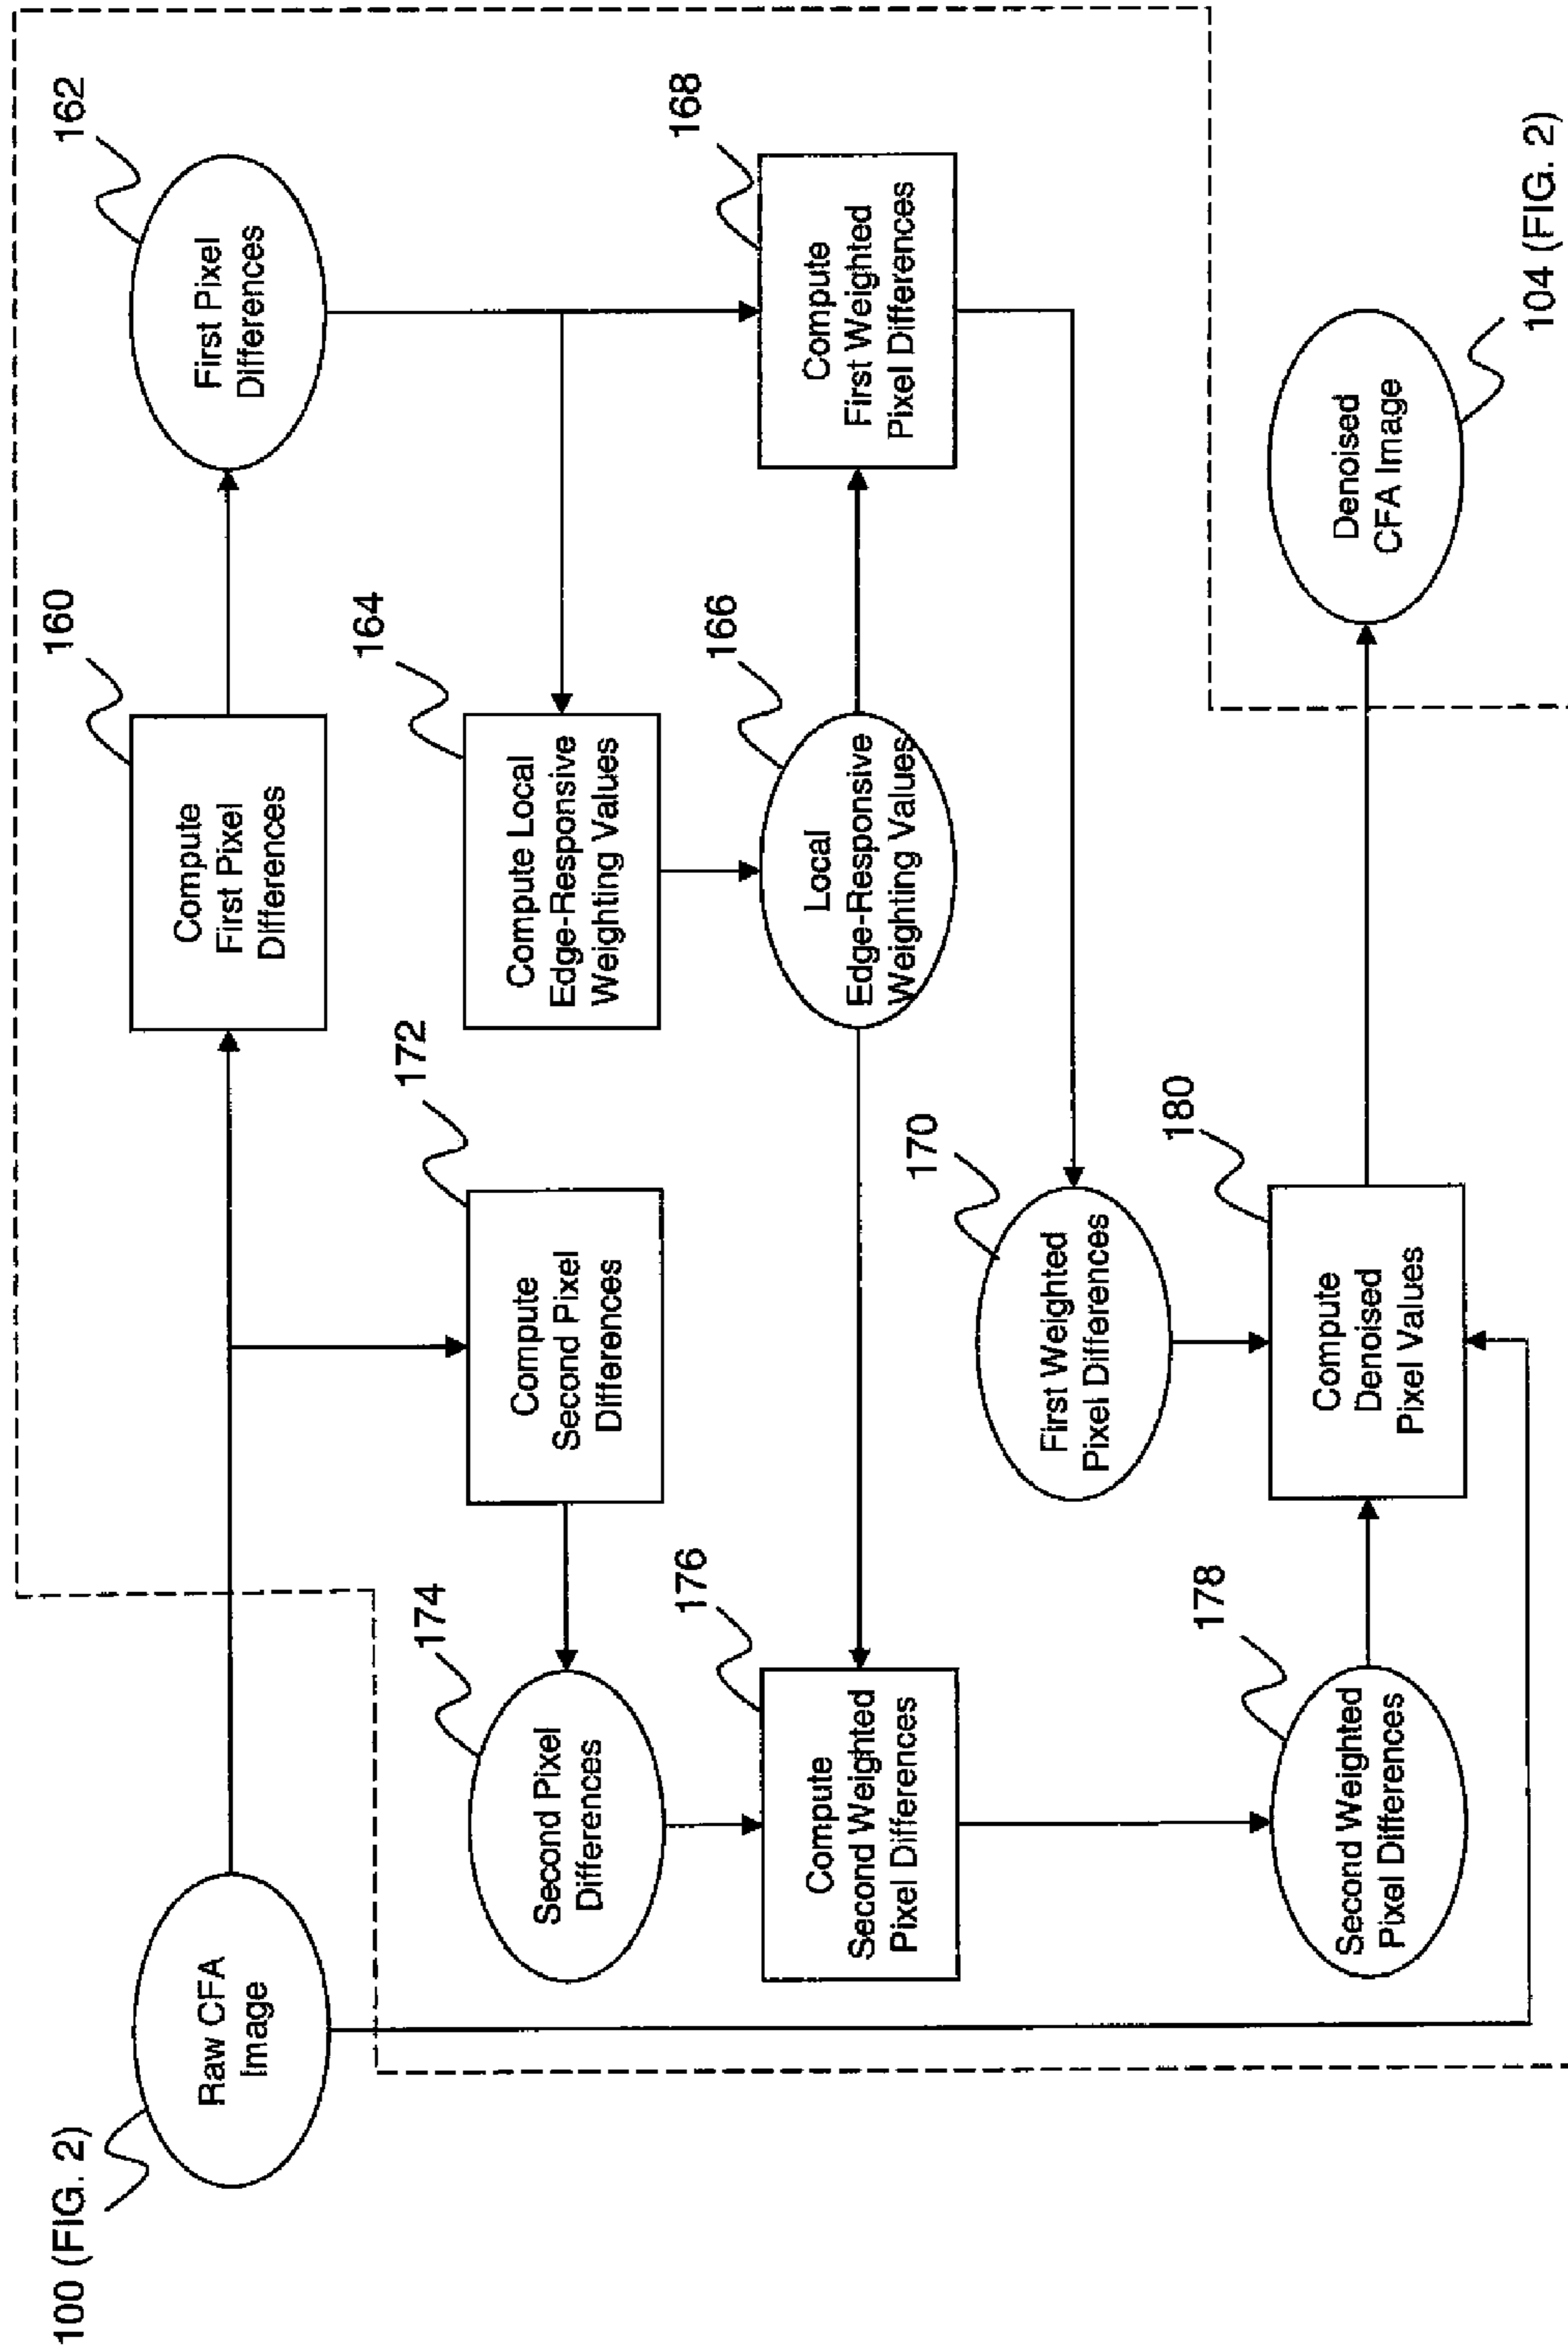 100 (FIG. 2)
Raw CFA
Image
160
Compute
First Pixel
Differences
162
First Pixel
Differences
172
Compute
Second Pixel
Differences
164
Compute Local
Edge-Responsive
Weighting Values
174
Second Pixel
Differences
176
Compute
Second Weighted
Pixel Differences
166
Local
Edge-Responsive
Weighting Values
168
Compute
First Weighted
Pixel Differences
170
First Weighted
Pixel Differences
178
Second Weighted
Pixel Differences
180
Compute
Denoised
Pixel Values
Denoised
CFA Image
104 (FIG. 2)